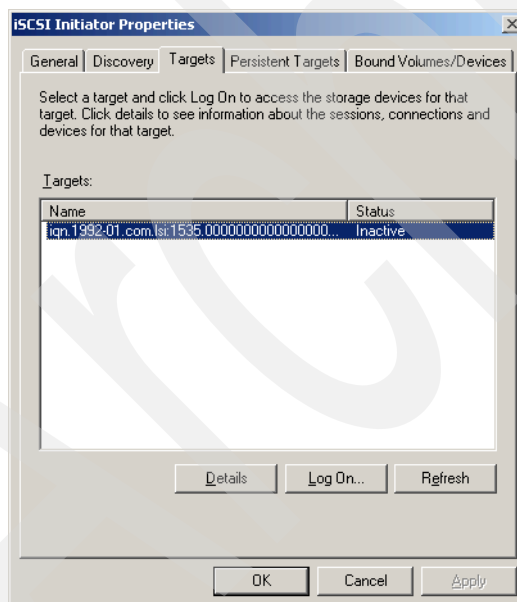 iSCSI Initiator Properties
General Discovery Targets Persistent Targets Bound Volumes/Devices
Select a target and click Log On to access the storage devices for that
target. Click details to see information about the sessions, connections and
devices for that target.
Targets:
Name Status
iqn.1992-01.com.lsi:1535.0000000000000000... Inactive
Details Log On... Refresh
OK Cancel Apply